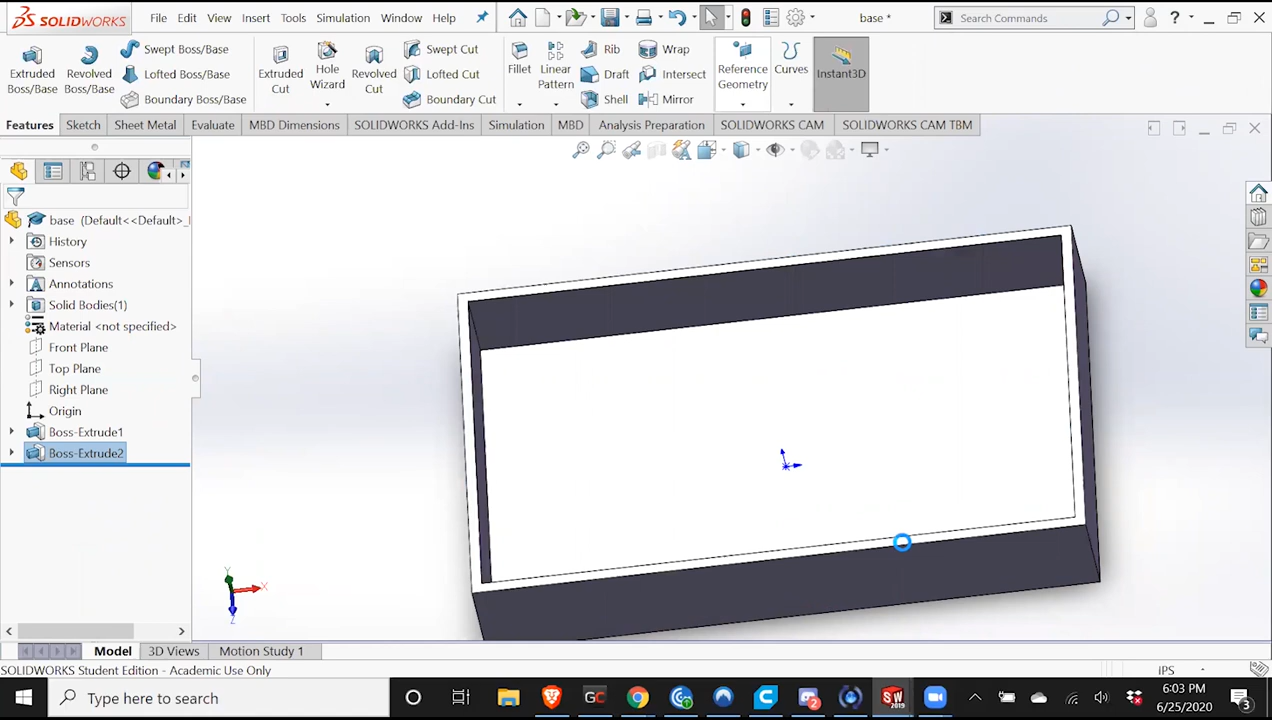 SOLIDWORKS File Edit View Insert Tools Simulation Window Help base * Search Commands ?
Extruded Boss/Base Revolved Boss/Base Swept Boss/Base Lofted Boss/Base Boundary Boss/Base Extruded Cut Hole Wizard Revolved Cut Swept Cut Lofted Cut Boundary Cut Fillet Linear Pattern Rib Draft Shell Wrap Intersect Mirror Reference Geometry Curves Instant3D
Features Sketch Sheet Metal Evaluate MBD Dimensions SOLIDWORKS Add-Ins Simulation MBD Analysis Preparation SOLIDWORKS CAM SOLIDWORKS CAM TBM
base (Default<<Default>_
History
Sensors
Annotations
Solid Bodies(1)
Material <not specified>
Front Plane
Top Plane
Right Plane
Origin
Boss-Extrude1
Boss-Extrude2
Y
X
Z
Model 3D Views Motion Study 1
SOLIDWORKS Student Edition - Academic Use Only IPS -
Type here to search GC SW 2019 2 6:03 PM
6/25/2020 3